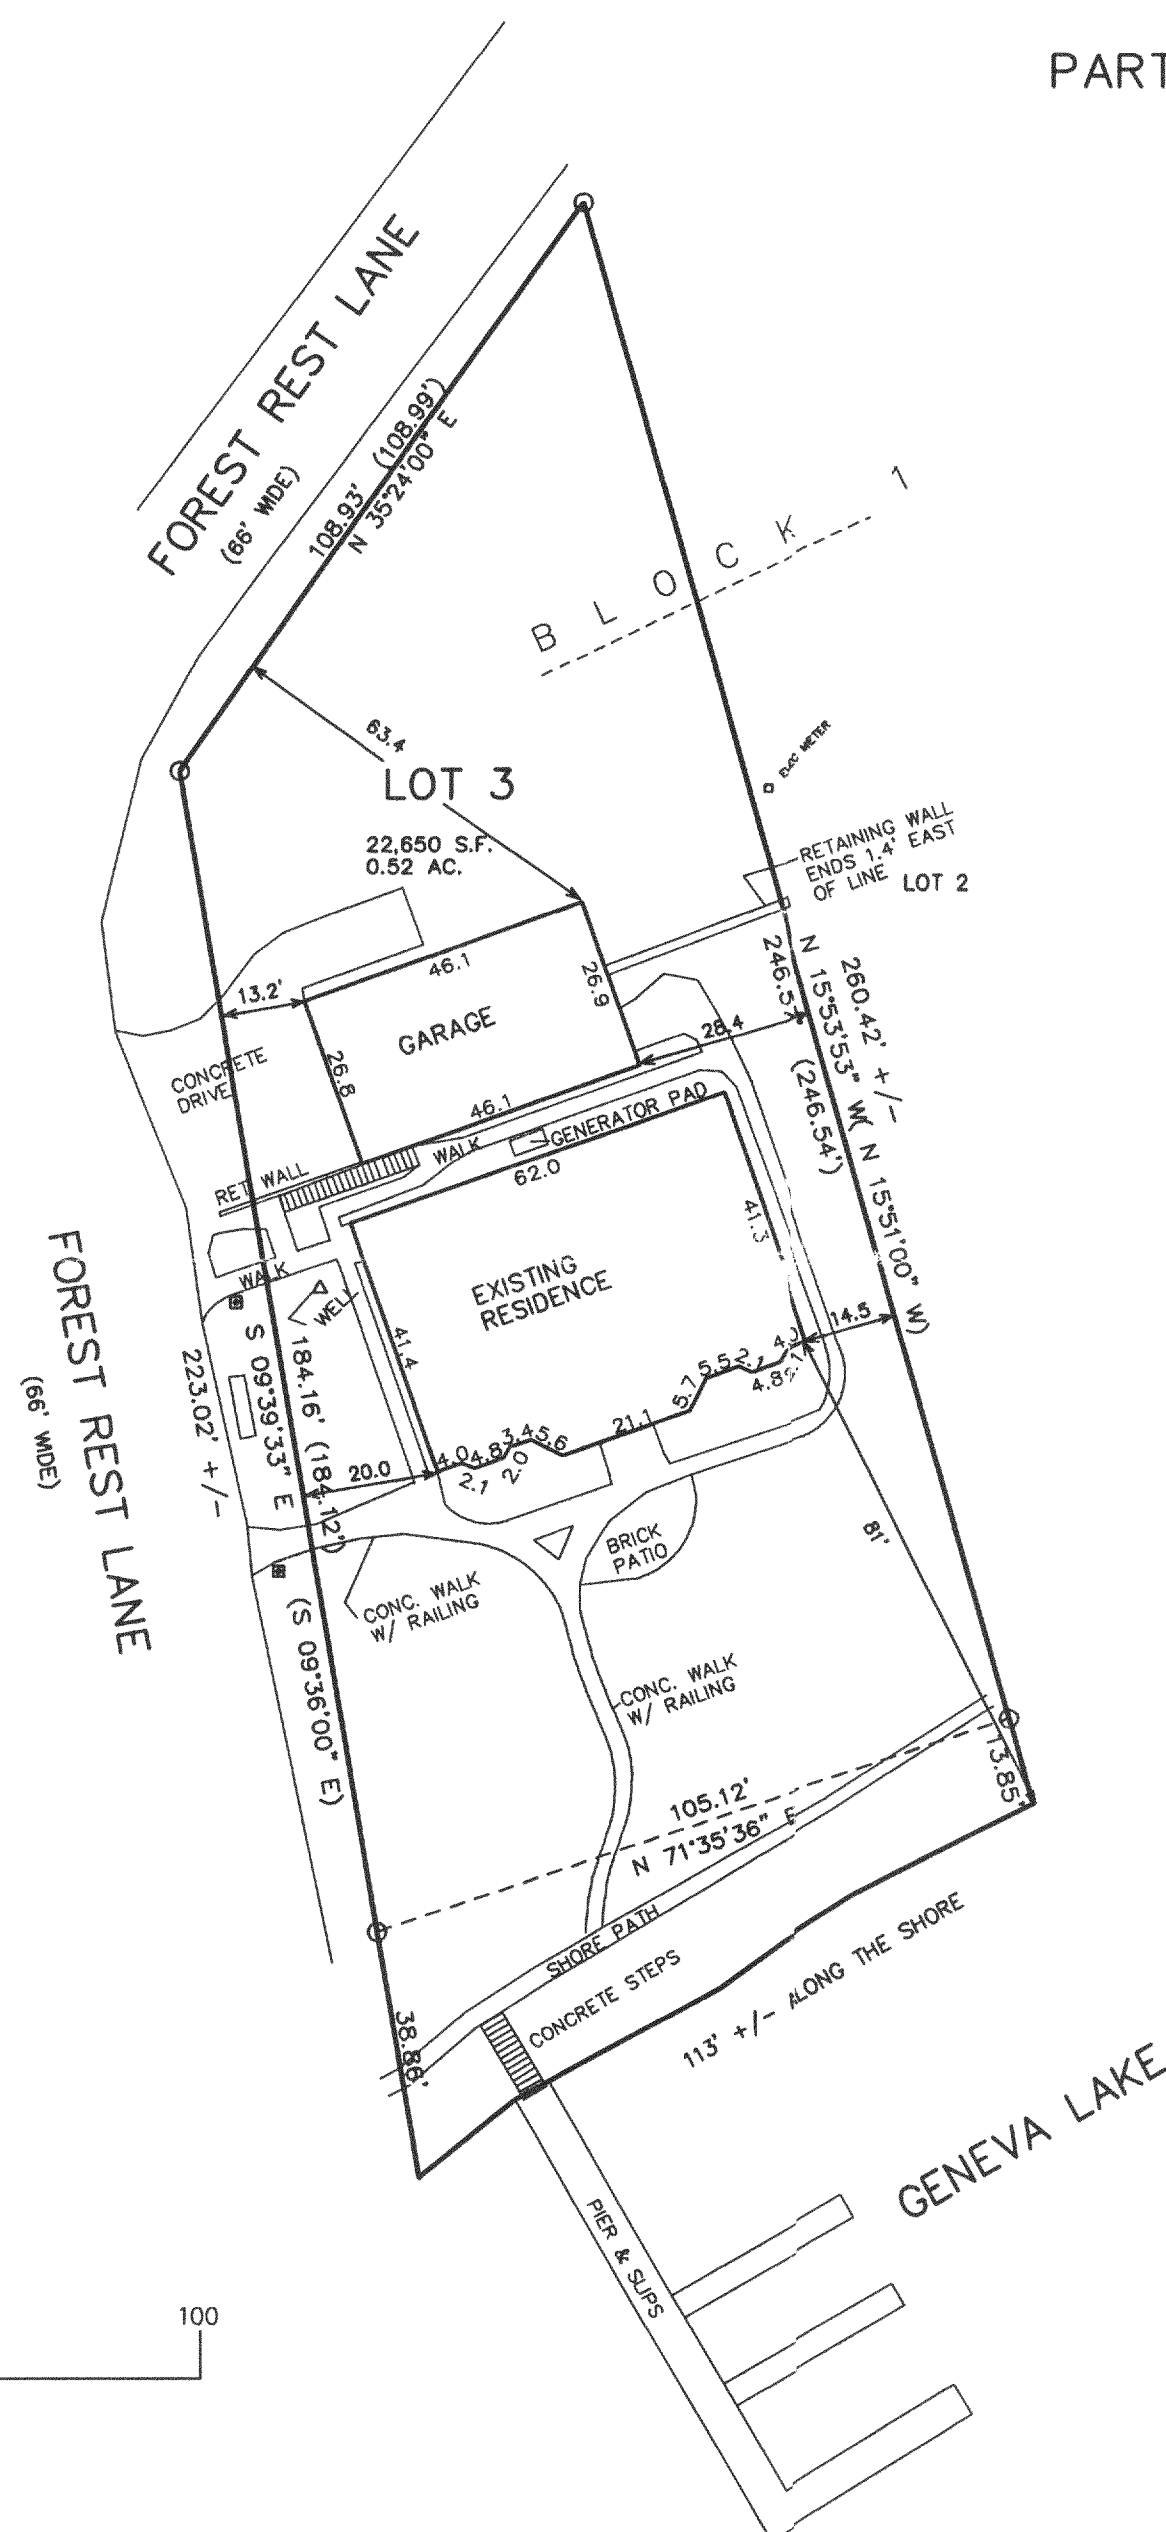 PART
FOREST REST LANE
(66' WIDE)
108.93' (108.99')
N 35°24'00" E
BLOCK 1
63.4
LOT 3
22,650 S.F.
0.52 AC.
ELEC METER
RETAINING WALL
ENDS 1.4' EAST
OF LINE
LOT 2
46.1
26.9
13.2'
GARAGE
26.8
46.1
28.4
CONCRETE
DRIVE
246.57' (246.54')
N 15°53'53" W( N 15°51'00" W)
260.42' +/-
RET WALL
WALK
GENERATOR PAD
62.0
41.3
EXISTING
RESIDENCE
41.4
WALK
WELL
14.5
4.0
4.8
2.1
5.5
5.7
21.1
5.6
3.4
2.0
4.8
2.1
4.0
20.0
FOREST REST LANE
(66' WIDE)
223.02' +/-
S 09°39'33" E
184.16' (184.12')
(S 09°36'00" E)
81'
BRICK
PATIO
CONC. WALK
W/ RAILING
CONC. WALK
W/ RAILING
105.12'
N 71°35'36" E
13.85'
SHORE PATH
CONCRETE STEPS
38.86'
113' +/- ALONG THE SHORE
GENEVA LAKE
PIER & SLIPS
100